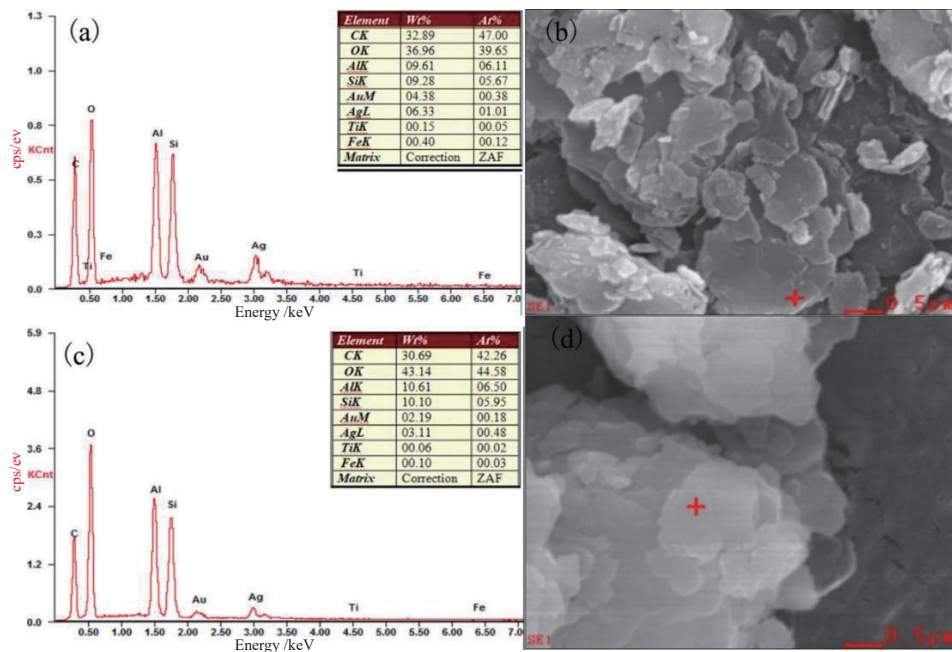 (a)
Element Wt% At%
CK 32.89 47.00
OK 36.96 39.65
AlK 09.61 06.11
SiK 09.28 05.67
AuM 04.38 00.38
AgL 06.33 01.01
TiK 00.15 00.05
FeK 00.40 00.12
Matrix Correction ZAF
cps/ev
KCnt
1.3
1.0
0.8
0.5
0.3
0.0
C
O
Ti
Fe
Al
Si
Au
Ag
Ti
Fe
0.50 1.00 1.50 2.00 2.50 3.00 3.50 4.00 4.50 5.00 5.50 6.00 6.50 7.0
Energy /keV
(b)
SE1
0.5μm
(c)
Element Wt% At%
CK 30.69 42.26
OK 43.14 44.58
AlK 10.61 06.50
SiK 10.10 05.95
AuM 02.19 00.18
AgL 03.11 00.48
TiK 00.06 00.02
FeK 00.10 00.03
Matrix Correction ZAF
cps/ev
KCnt
5.9
4.8
3.6
2.4
1.2
0.0
C
O
Al
Si
Au
Ag
Ti
Fe
0.50 1.00 1.50 2.00 2.50 3.00 3.50 4.00 4.50 5.00 5.50 6.00 6.50 7.0
Energy /keV
(d)
SE1
0.5μm